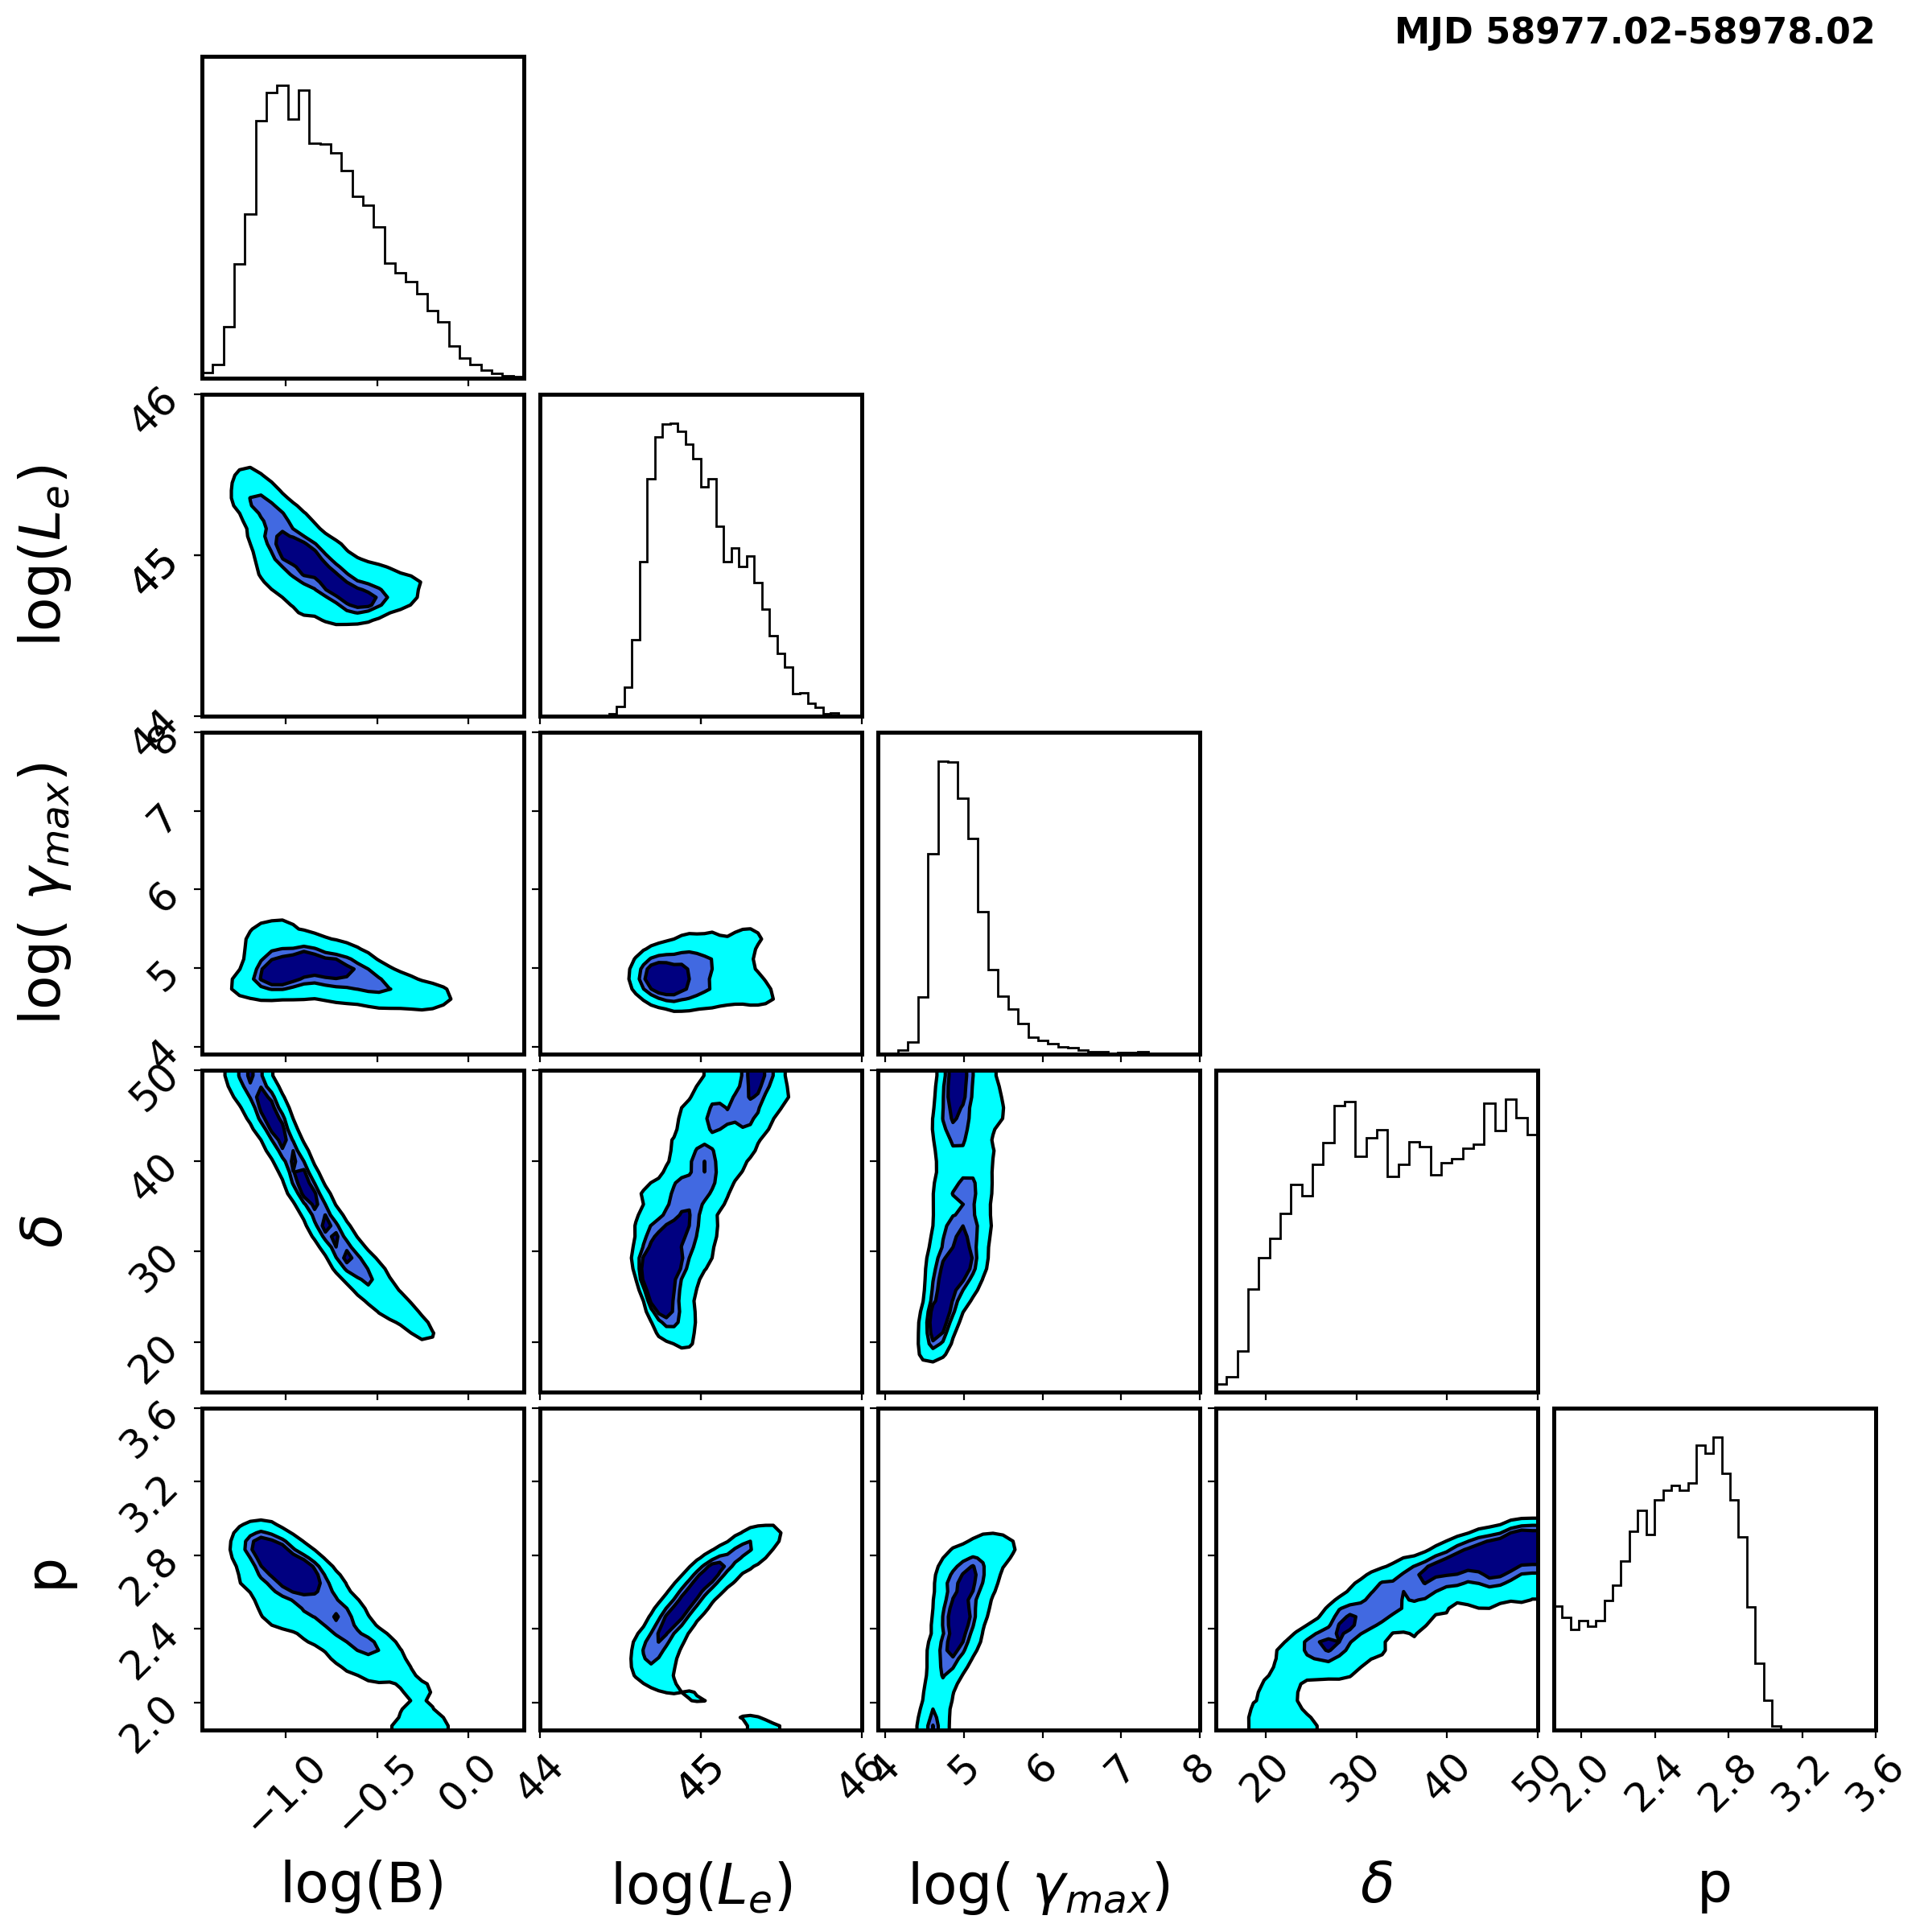 MJD 58977.02-58978.02
46
log(L_e)
45
44
8
log( γ_max)
7
6
5
4
50
δ
40
30
20
3.6
3.2
p
2.8
2.4
2.0
−1.0 −0.5 0.0 44 45 46 4 5 6 7 8 20 30 40 50 2.0 2.4 2.8 3.2 3.6
log(B) log(L_e) log( γ_max) δ p